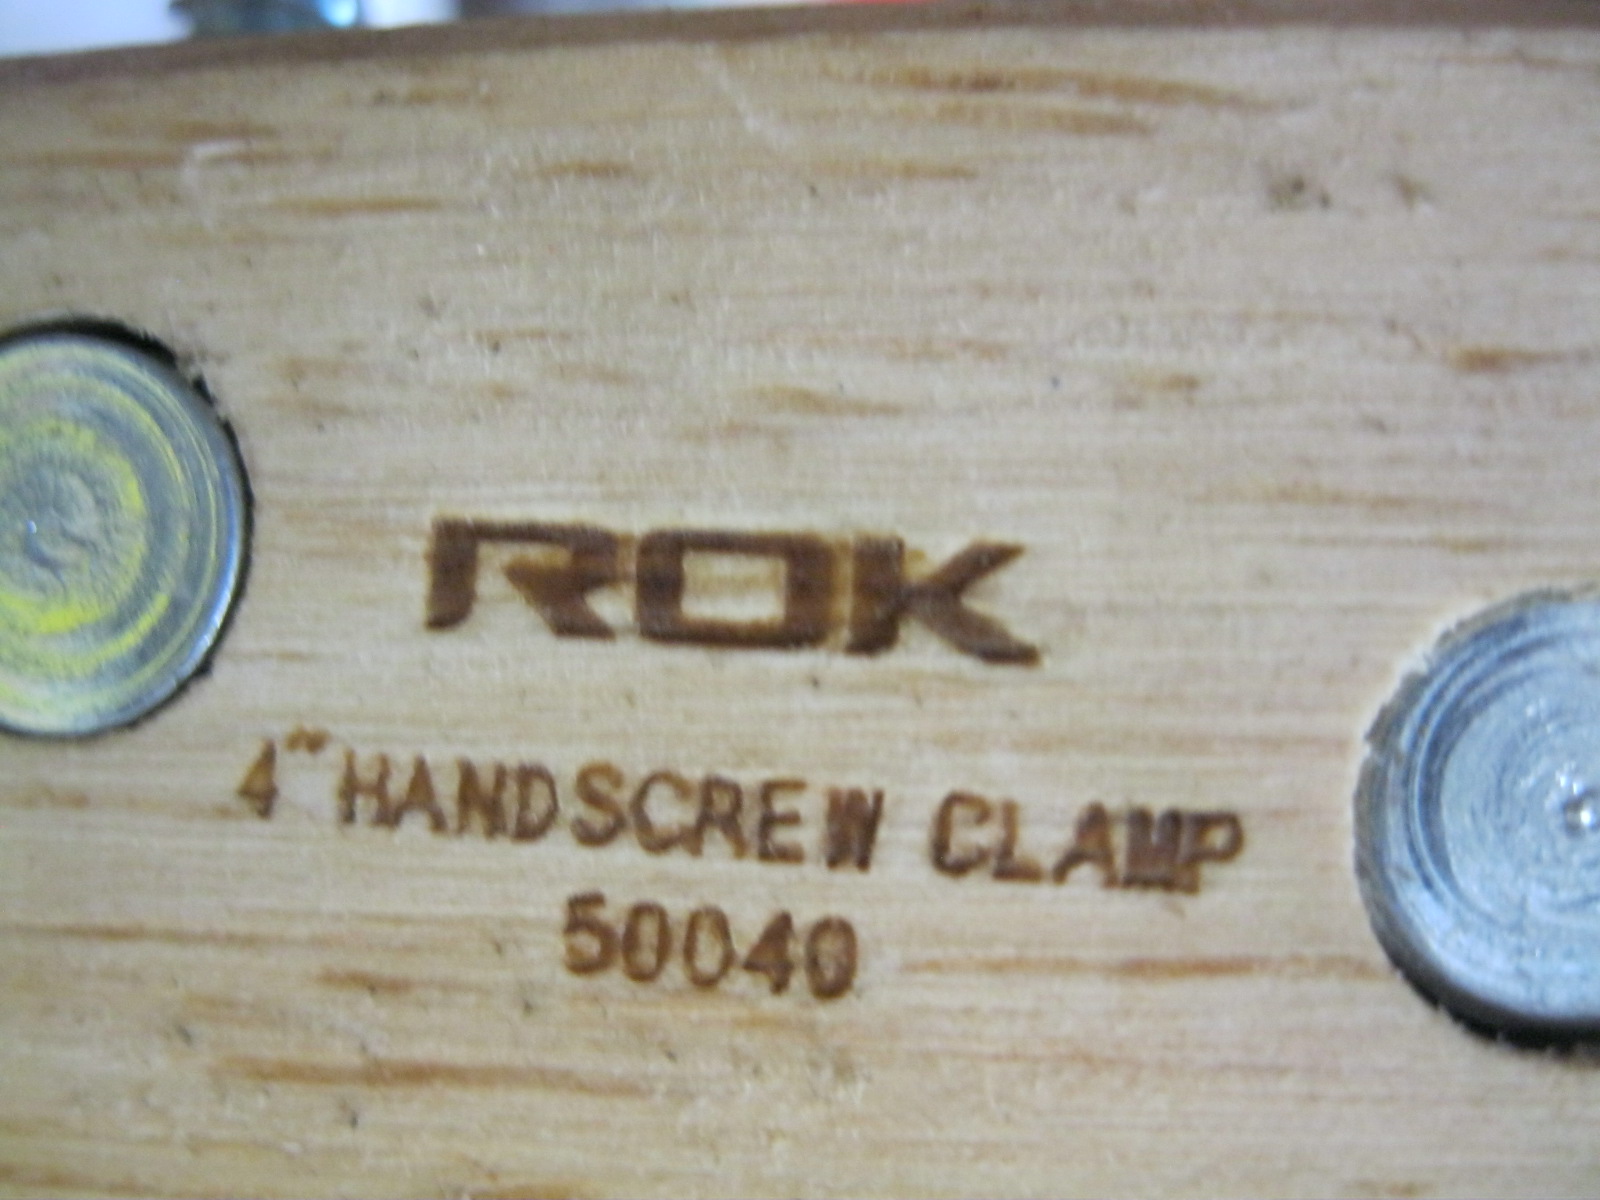 ROK
4" HANDSCREW CLAMP
50040